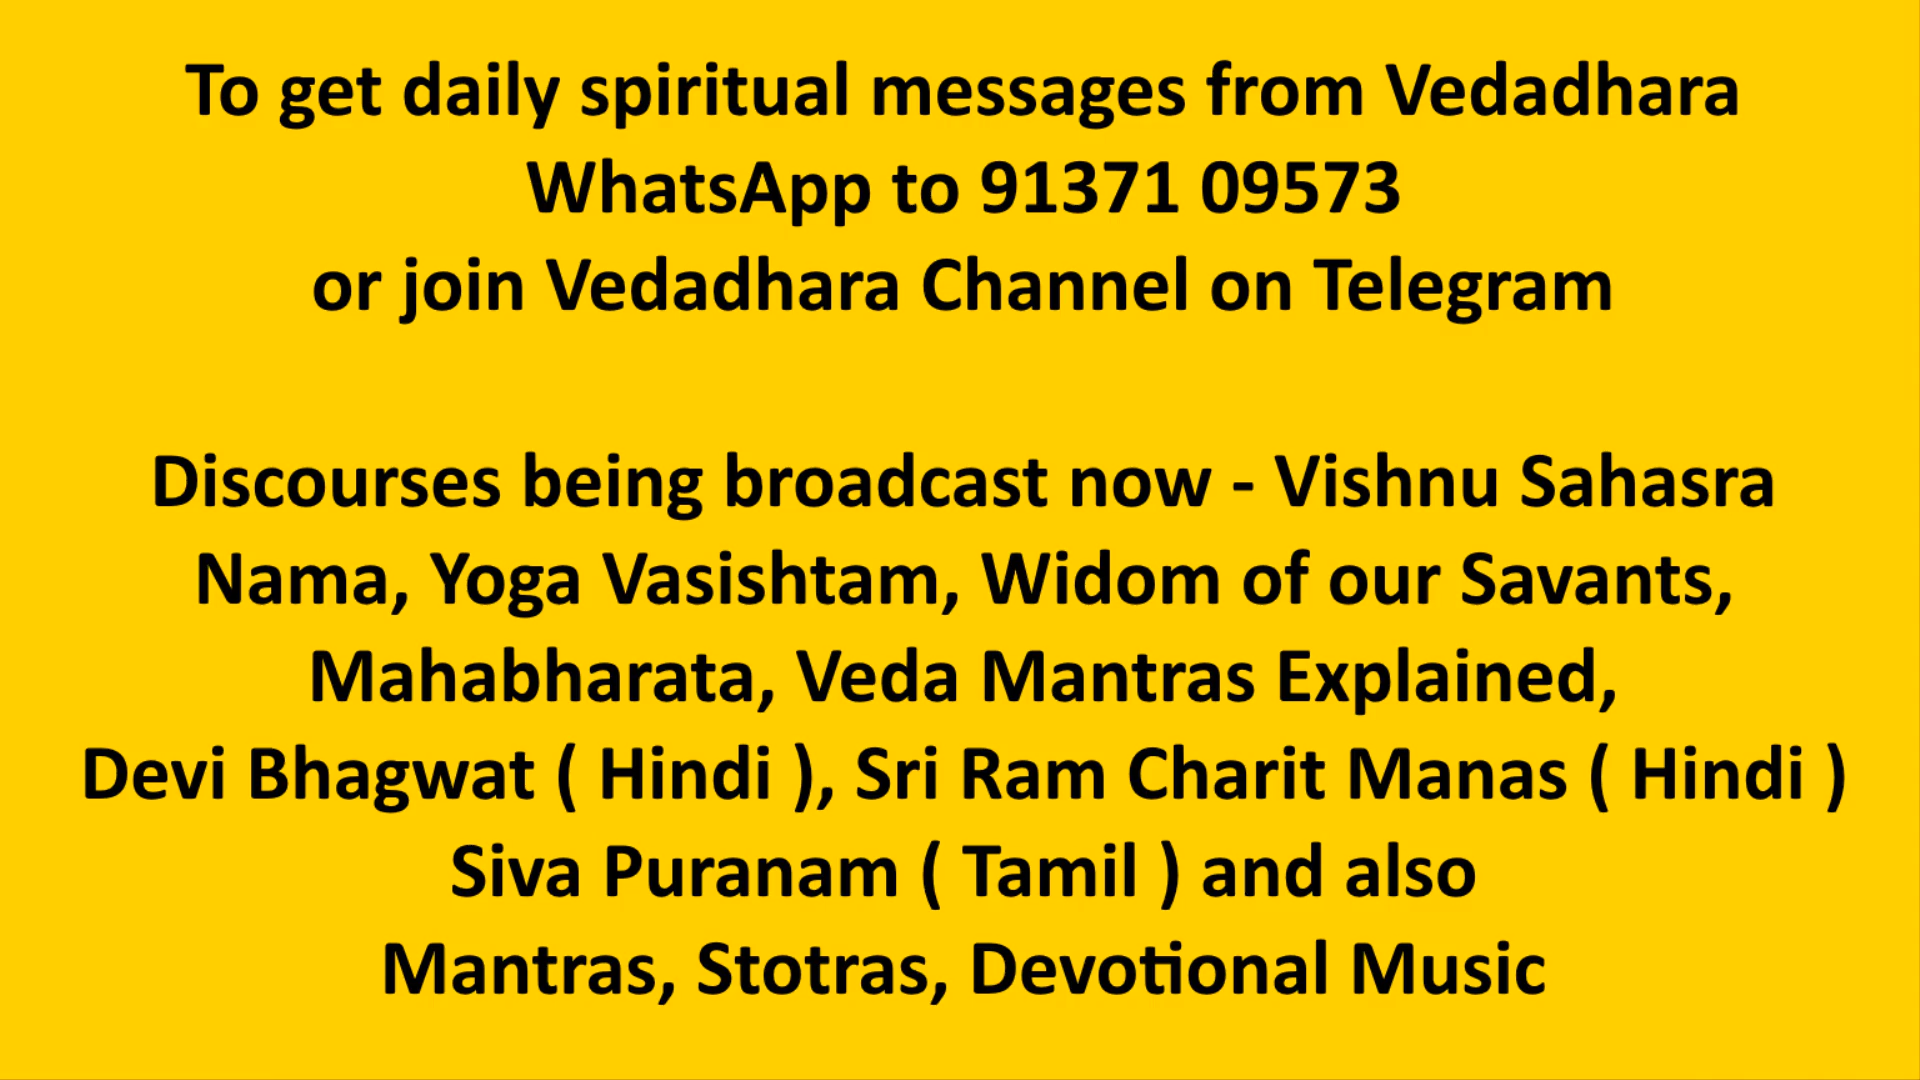 To get daily spiritual messages from Vedadhara
WhatsApp to 91371 09573
or join Vedadhara Channel on Telegram
Discourses being broadcast now - Vishnu Sahasra
Nama, Yoga Vasishtam, Widom of our Savants,
Mahabharata, Veda Mantras Explained,
Devi Bhagwat ( Hindi ), Sri Ram Charit Manas ( Hindi )
Siva Puranam ( Tamil ) and also
Mantras, Stotras, Devotional Music